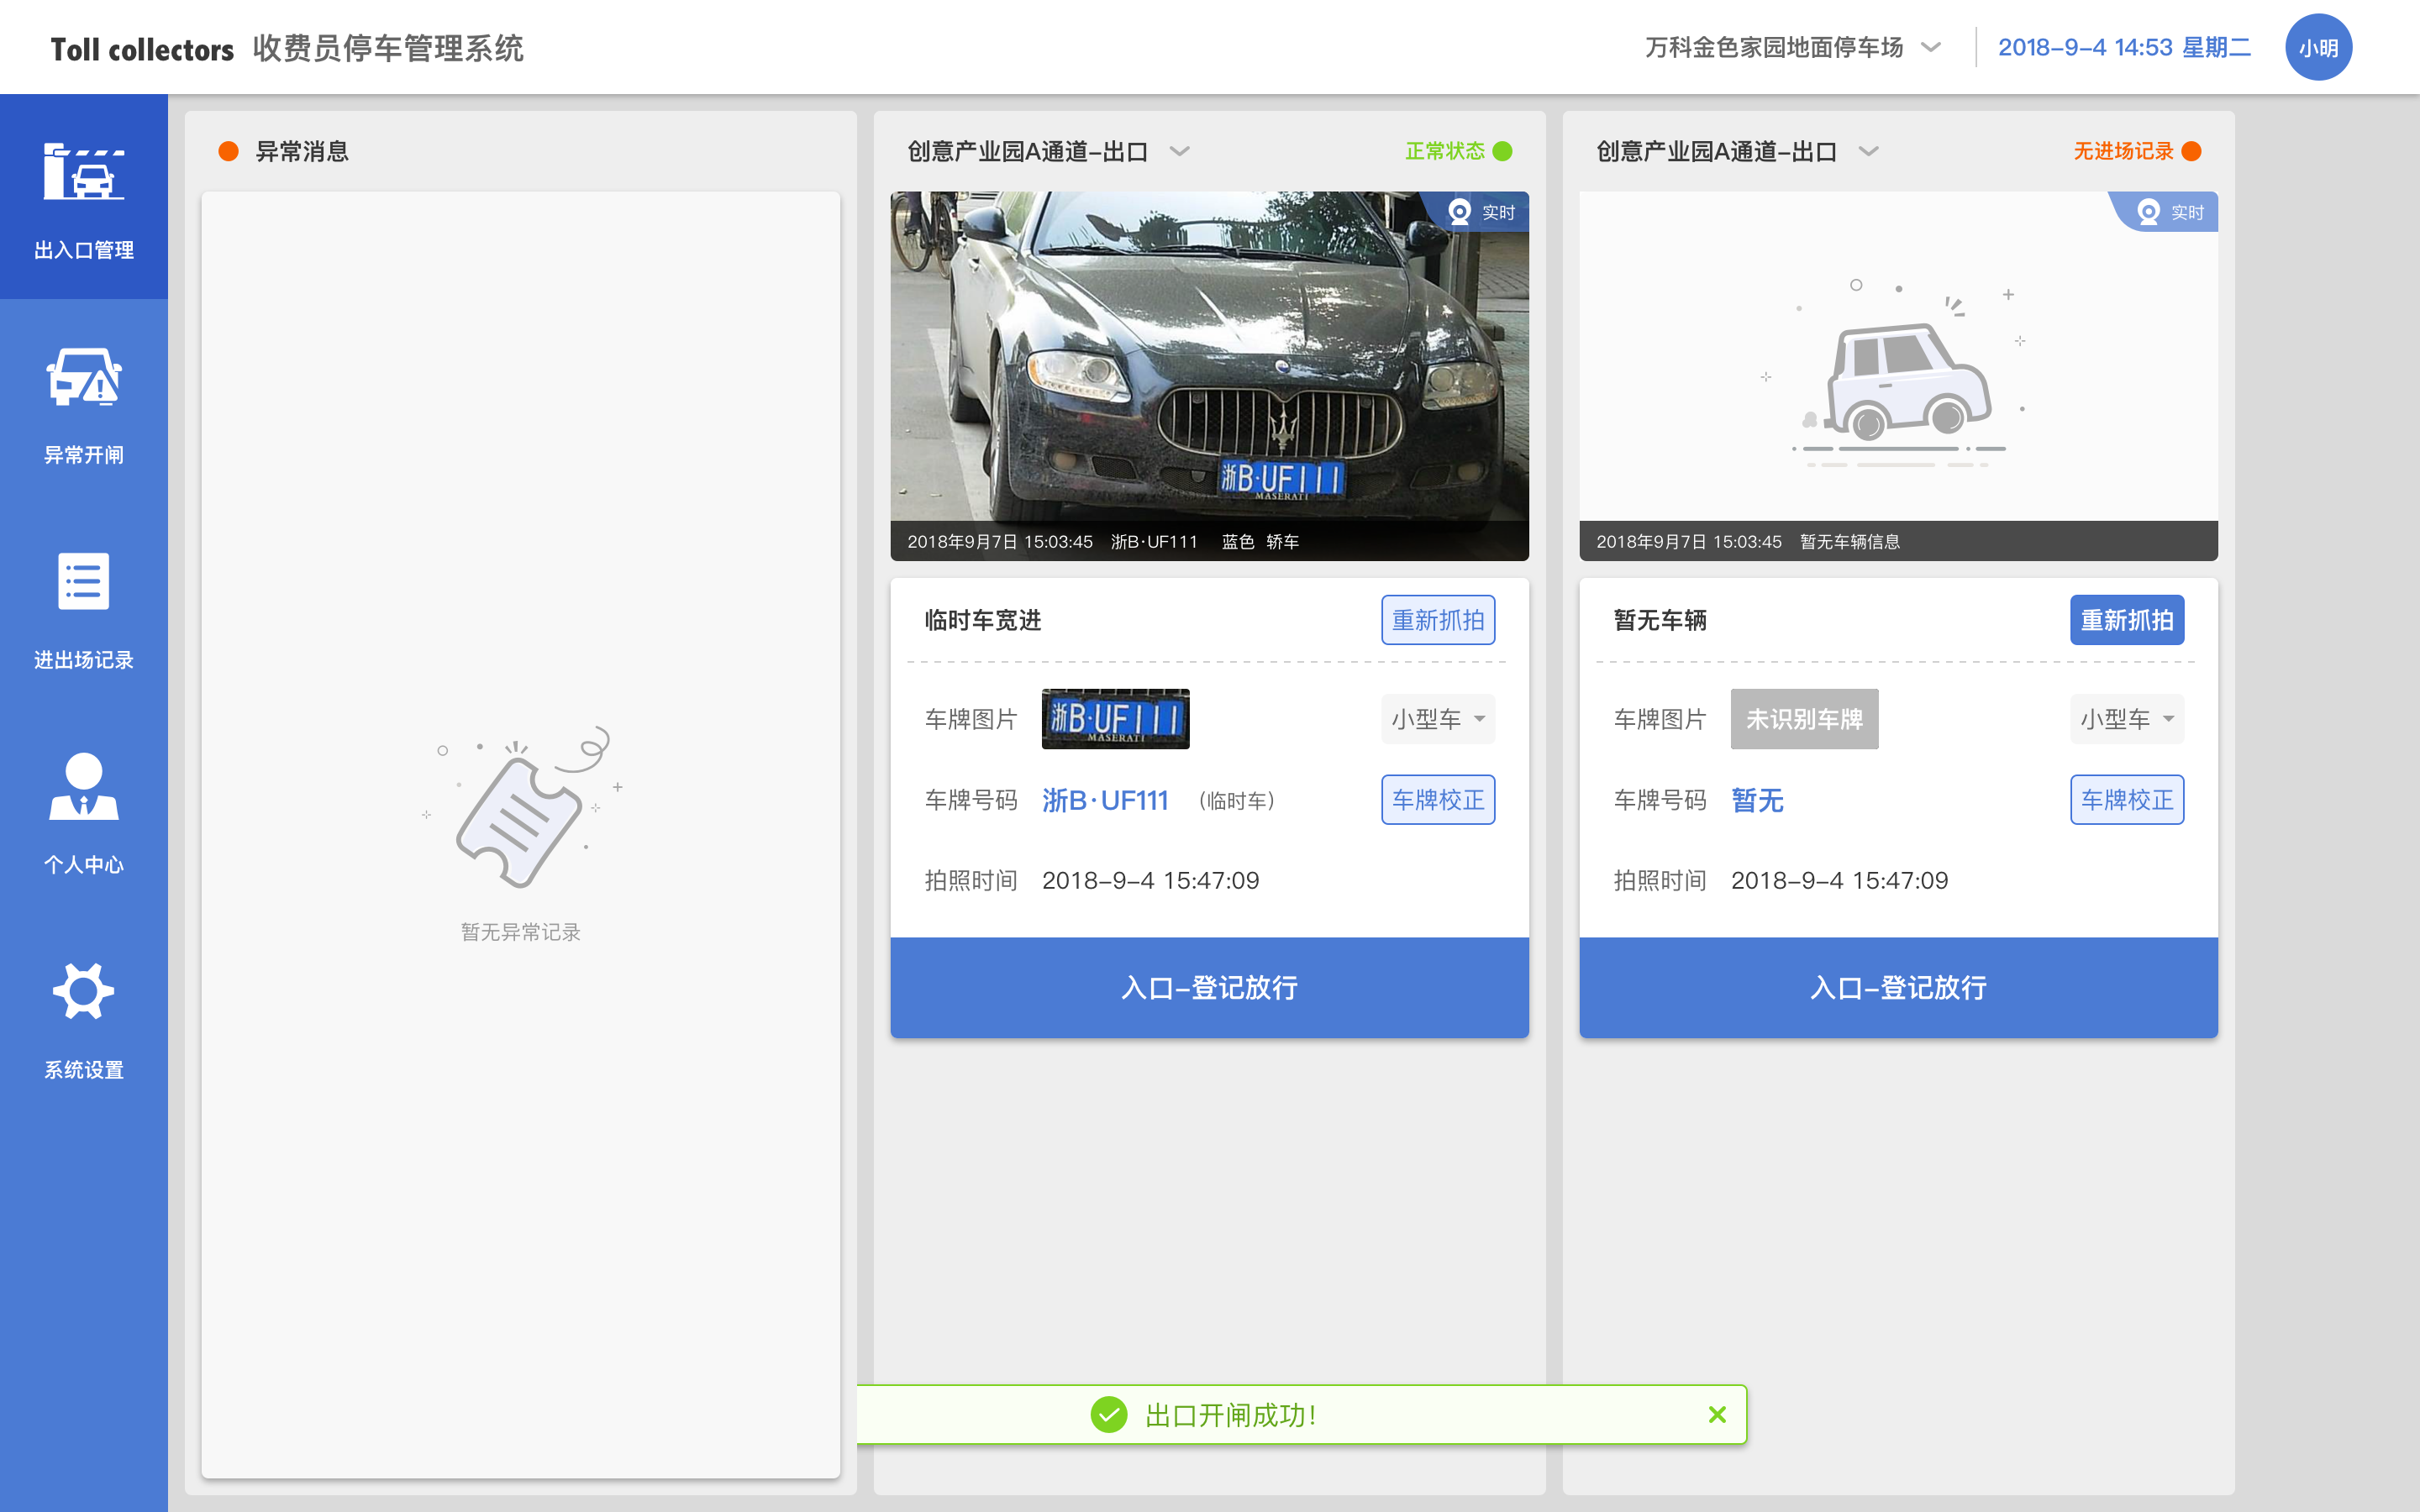 Toll collectors 收费员停车管理系统
万科金色家园地面停车场
2018-9-4 14:53 星期二
小明
出入口管理
异常开闸
进出场记录
个人中心
系统设置
异常消息
暂无异常记录
创意产业园A通道-出口
正常状态
实时
浙B·UF111
MASERATI
2018年9月7日 15:03:45 浙B·UF111 蓝色 轿车
临时车宽进
重新抓拍
车牌图片
浙B·UF111
MASERATI
小型车
车牌号码 浙B·UF111 (临时车)
车牌校正
拍照时间 2018-9-4 15:47:09
入口-登记放行
创意产业园A通道-出口
无进场记录
实时
2018年9月7日 15:03:45 暂无车辆信息
暂无车辆
重新抓拍
车牌图片 未识别车牌
小型车
车牌号码 暂无
车牌校正
拍照时间 2018-9-4 15:47:09
入口-登记放行
出口开闸成功!